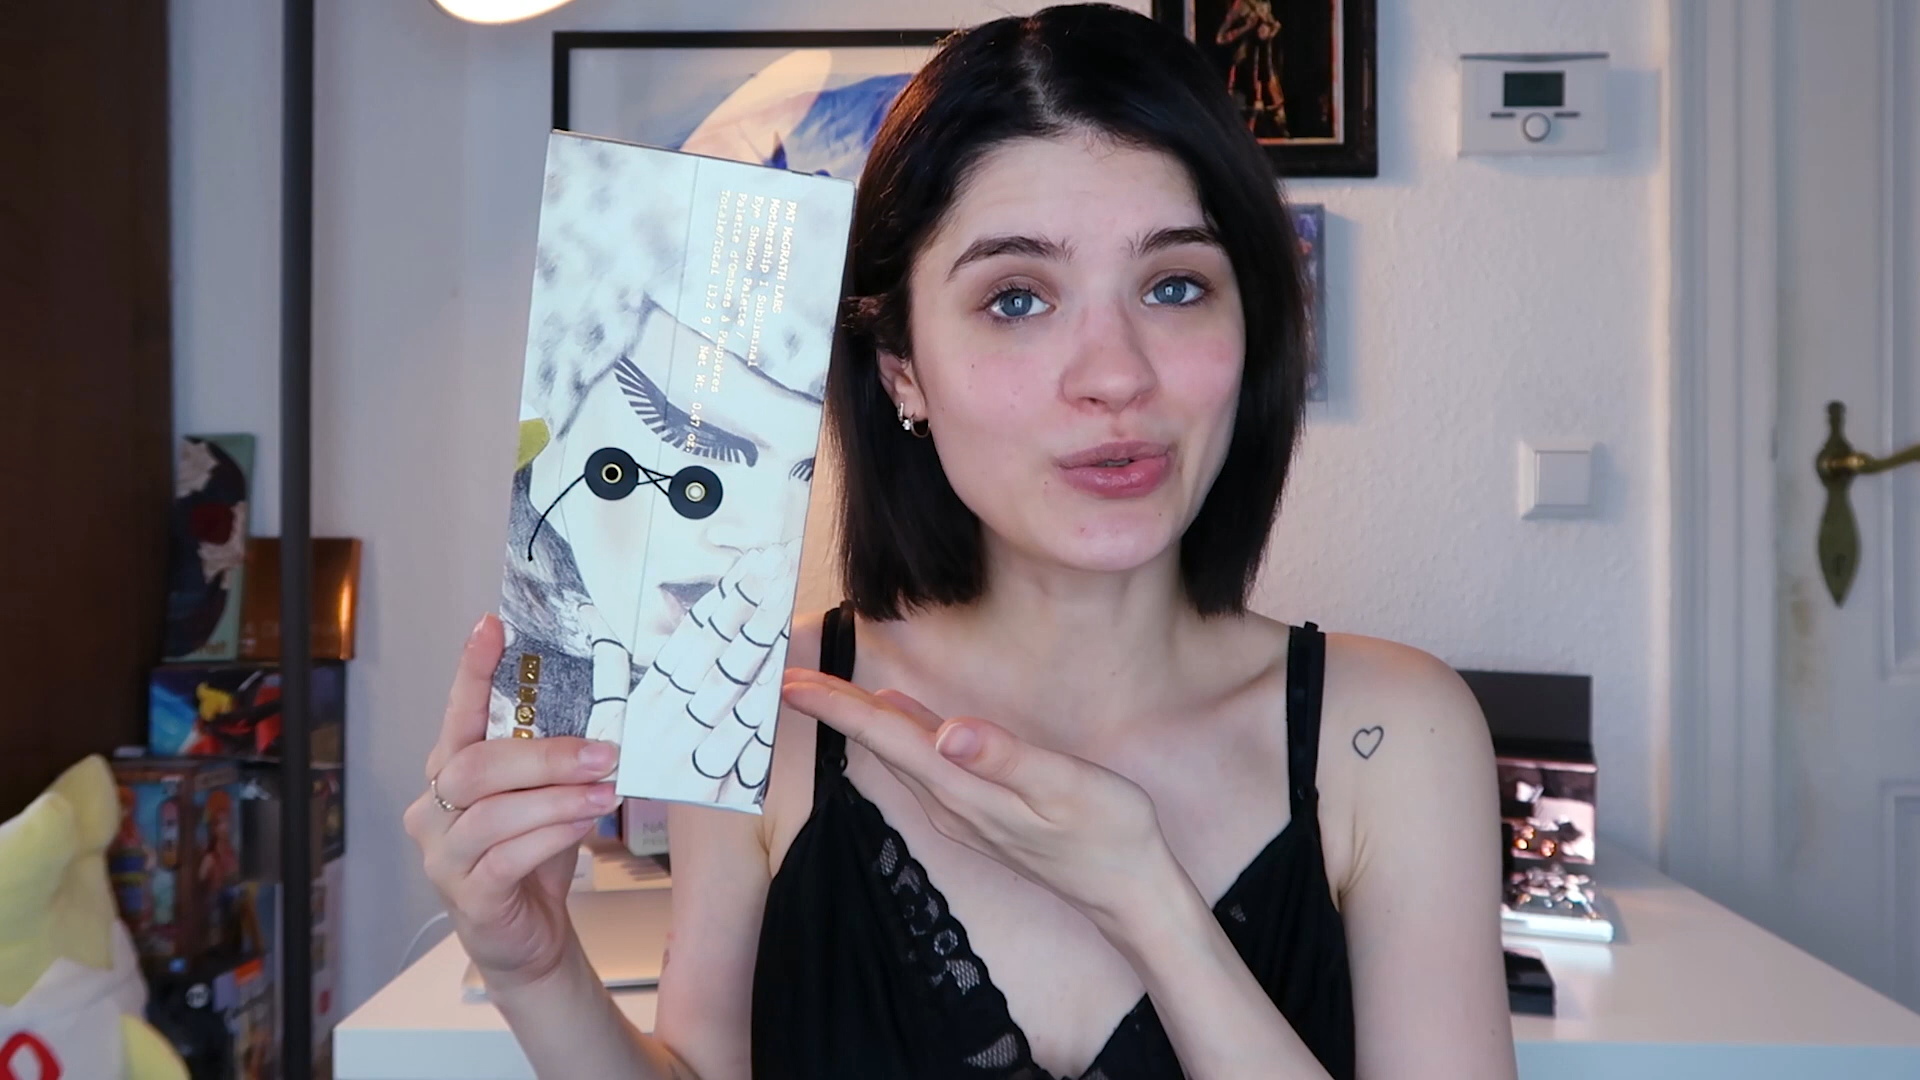 PAT McGRATH LABS
Mothership I Subliminal
Eye Shadow Palette /
Palette d'Ombres à Paupières
Totale/Total 13.2 g / Net Wt. 0.47 oz.